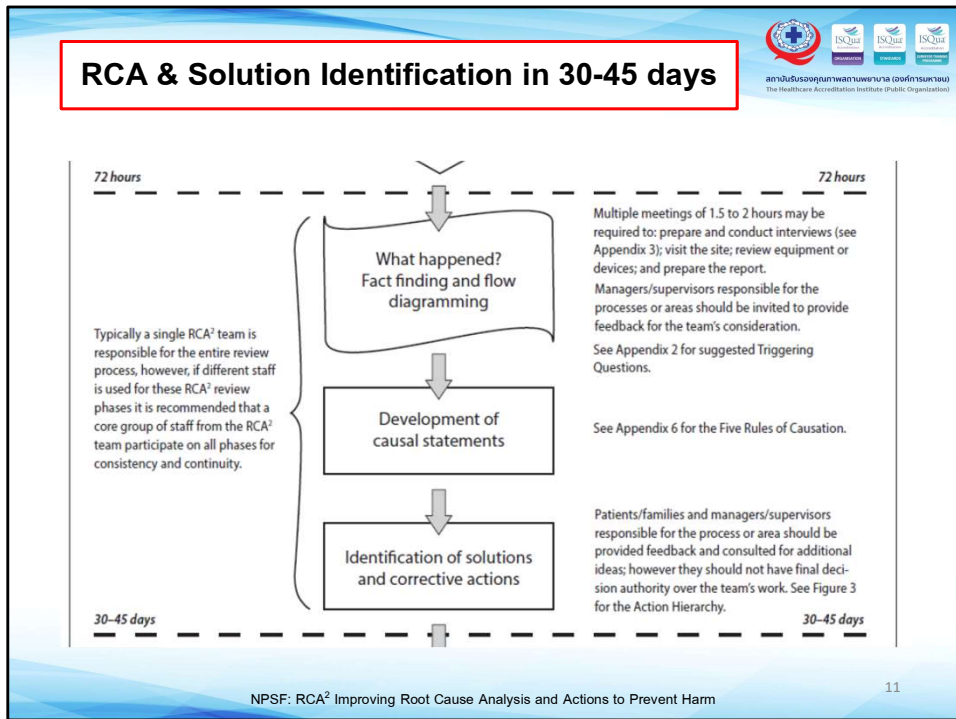 RCA & Solution Identification in 30-45 days
ISQua
Accreditation
ORGANISATION
ISQua
Accreditation
STANDARDS
ISQua
Accreditation
SURVEYOR TRAINING
PROGRAMME
สถาบันรับรองคุณภาพสถานพยาบาล (องค์การมหาชน)
The Healthcare Accreditation Institute (Public Organization)
72 hours
72 hours
What happened?
Fact finding and flow
diagramming
Multiple meetings of 1.5 to 2 hours may be
required to: prepare and conduct interviews (see
Appendix 3); visit the site; review equipment or
devices; and prepare the report.
Managers/supervisors responsible for the
processes or areas should be invited to provide
feedback for the team's consideration.
See Appendix 2 for suggested Triggering
Questions.
Typically a single RCA² team is
responsible for the entire review
process, however, if different staff
is used for these RCA² review
phases it is recommended that a
core group of staff from the RCA²
team participate on all phases for
consistency and continuity.
Development of
causal statements
See Appendix 6 for the Five Rules of Causation.
Identification of solutions
and corrective actions
Patients/families and managers/supervisors
responsible for the process or area should be
provided feedback and consulted for additional
ideas; however they should not have final deci-
sion authority over the team's work. See Figure 3
for the Action Hierarchy.
30–45 days
30–45 days
NPSF: RCA² Improving Root Cause Analysis and Actions to Prevent Harm
11